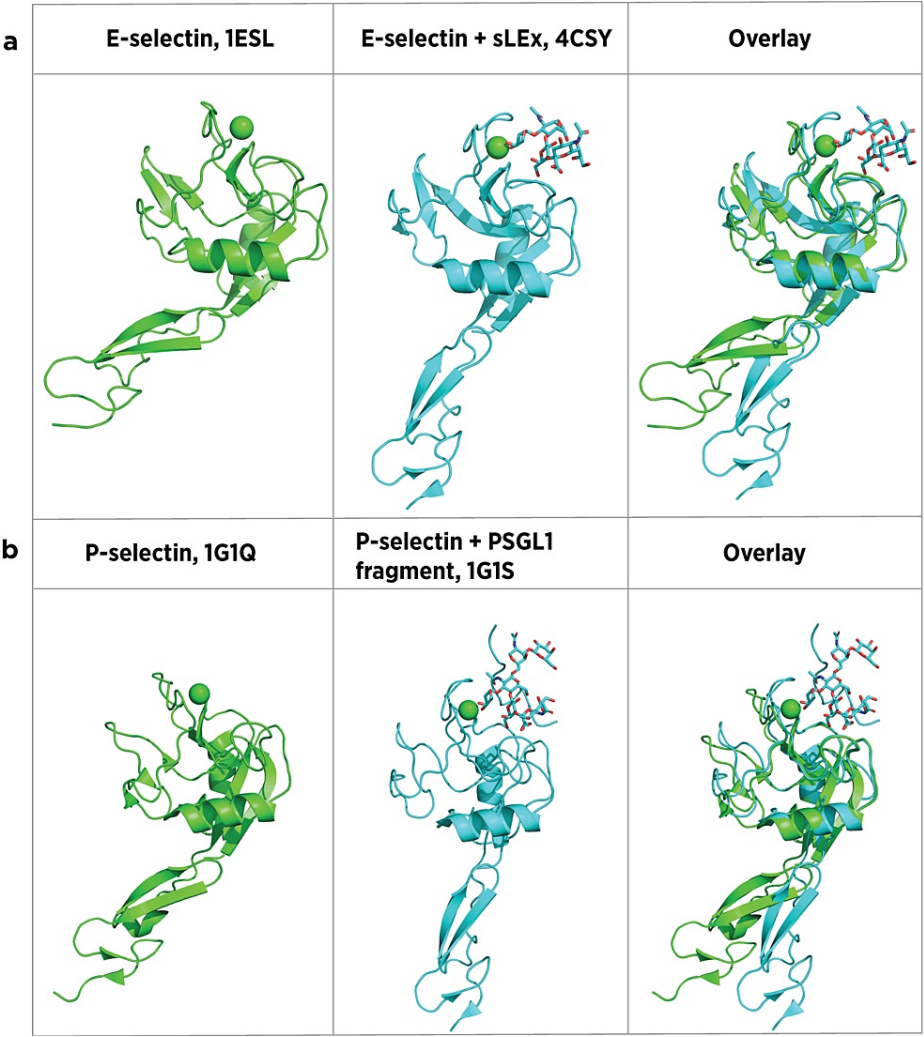 a
E-selectin, 1ESL
E-selectin + sLEx, 4CSY
Overlay
b
P-selectin, 1G1Q
P-selectin + PSGL1
fragment, 1G1S
Overlay